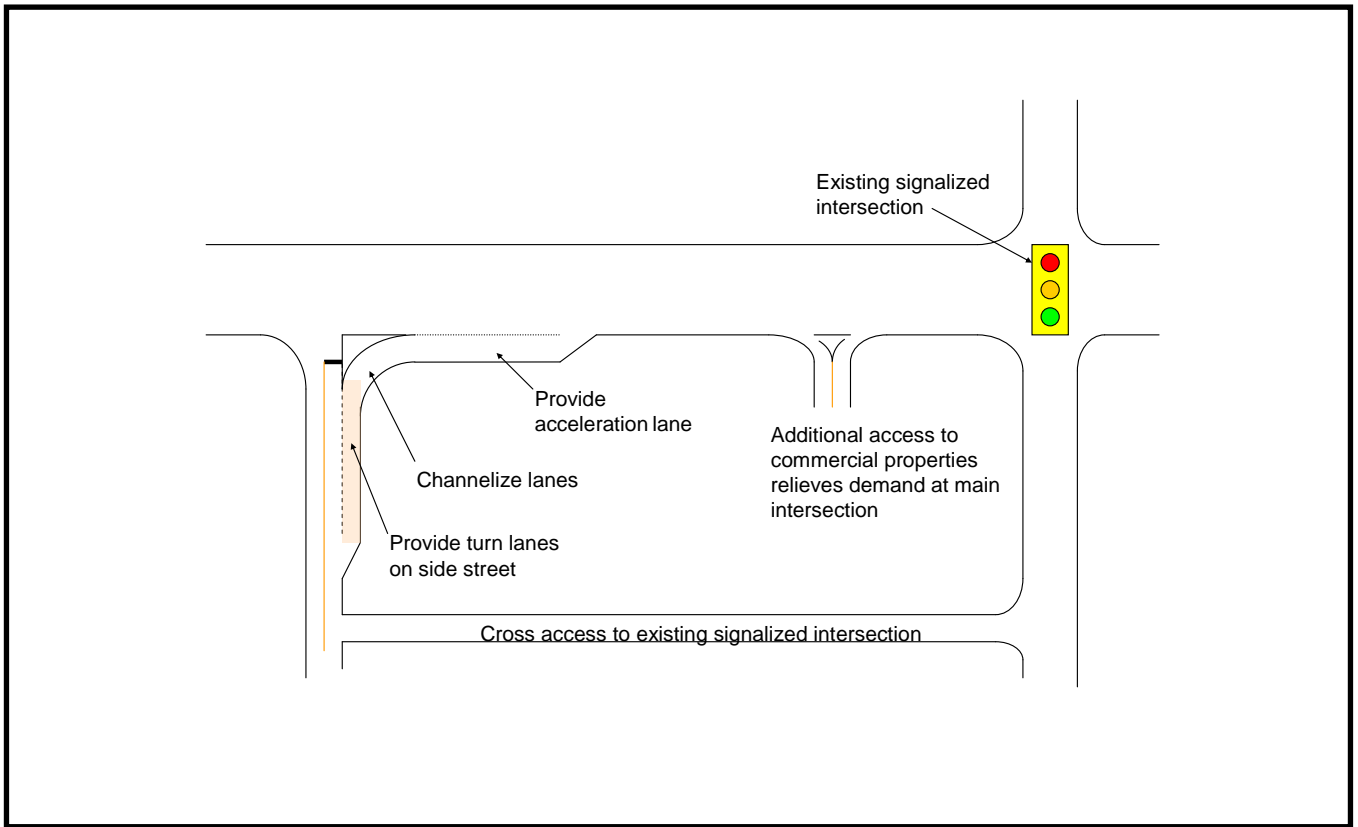 Existing signalized
intersection
Provide
acceleration lane
Additional access to
commercial properties
relieves demand at main
intersection
Channelize lanes
Provide turn lanes
on side street
Cross access to existing signalized intersection